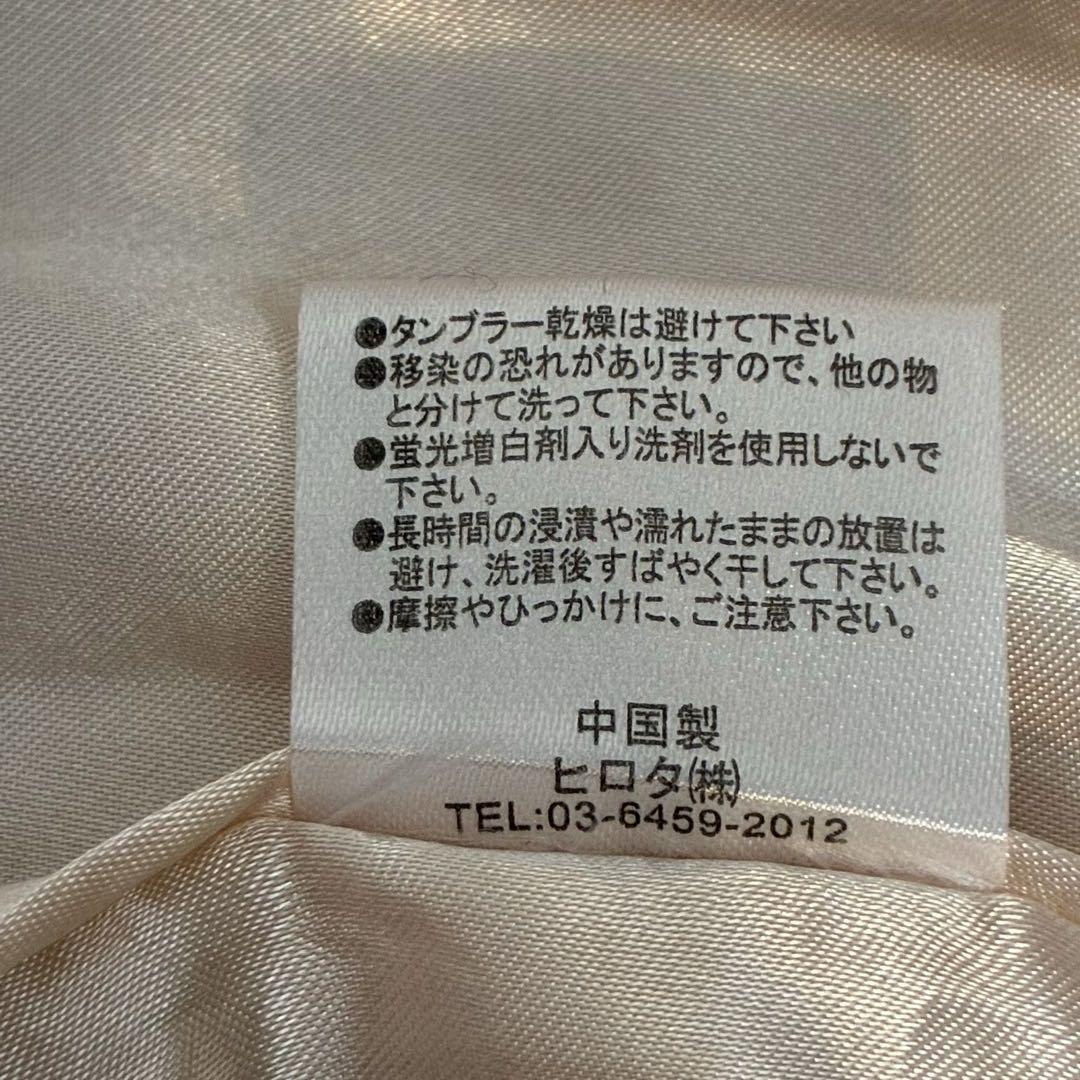 ●タンブラー乾燥は避けて下さい
●移染の恐れがありますので、他の物
と分けて洗って下さい。
●蛍光増白剤入り洗剤を使用しないで
下さい。
●長時間の浸漬や濡れたままの放置は
避け、洗濯後すばやく干して下さい。
●摩擦やひっかけに、ご注意下さい。
中国製
ヒロタ㈱
TEL:03-6459-2012